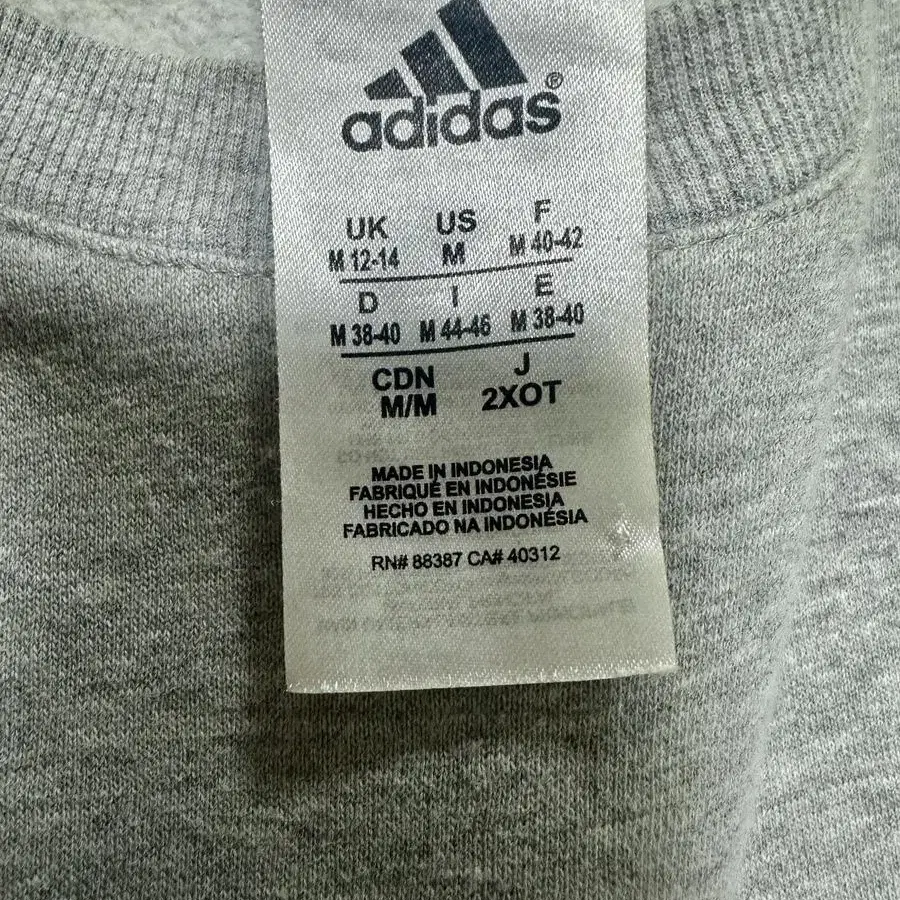 adidas®
UK US F
M 12-14 M M 40-42
D I E
M 38-40 M 44-46 M 38-40
CDN J
M/M 2XOT
MADE IN INDONESIA
FABRIQUÉ EN INDONÉSIE
HECHO EN INDONESIA
FABRICADO NA INDONÉSIA
RN# 88387 CA# 40312